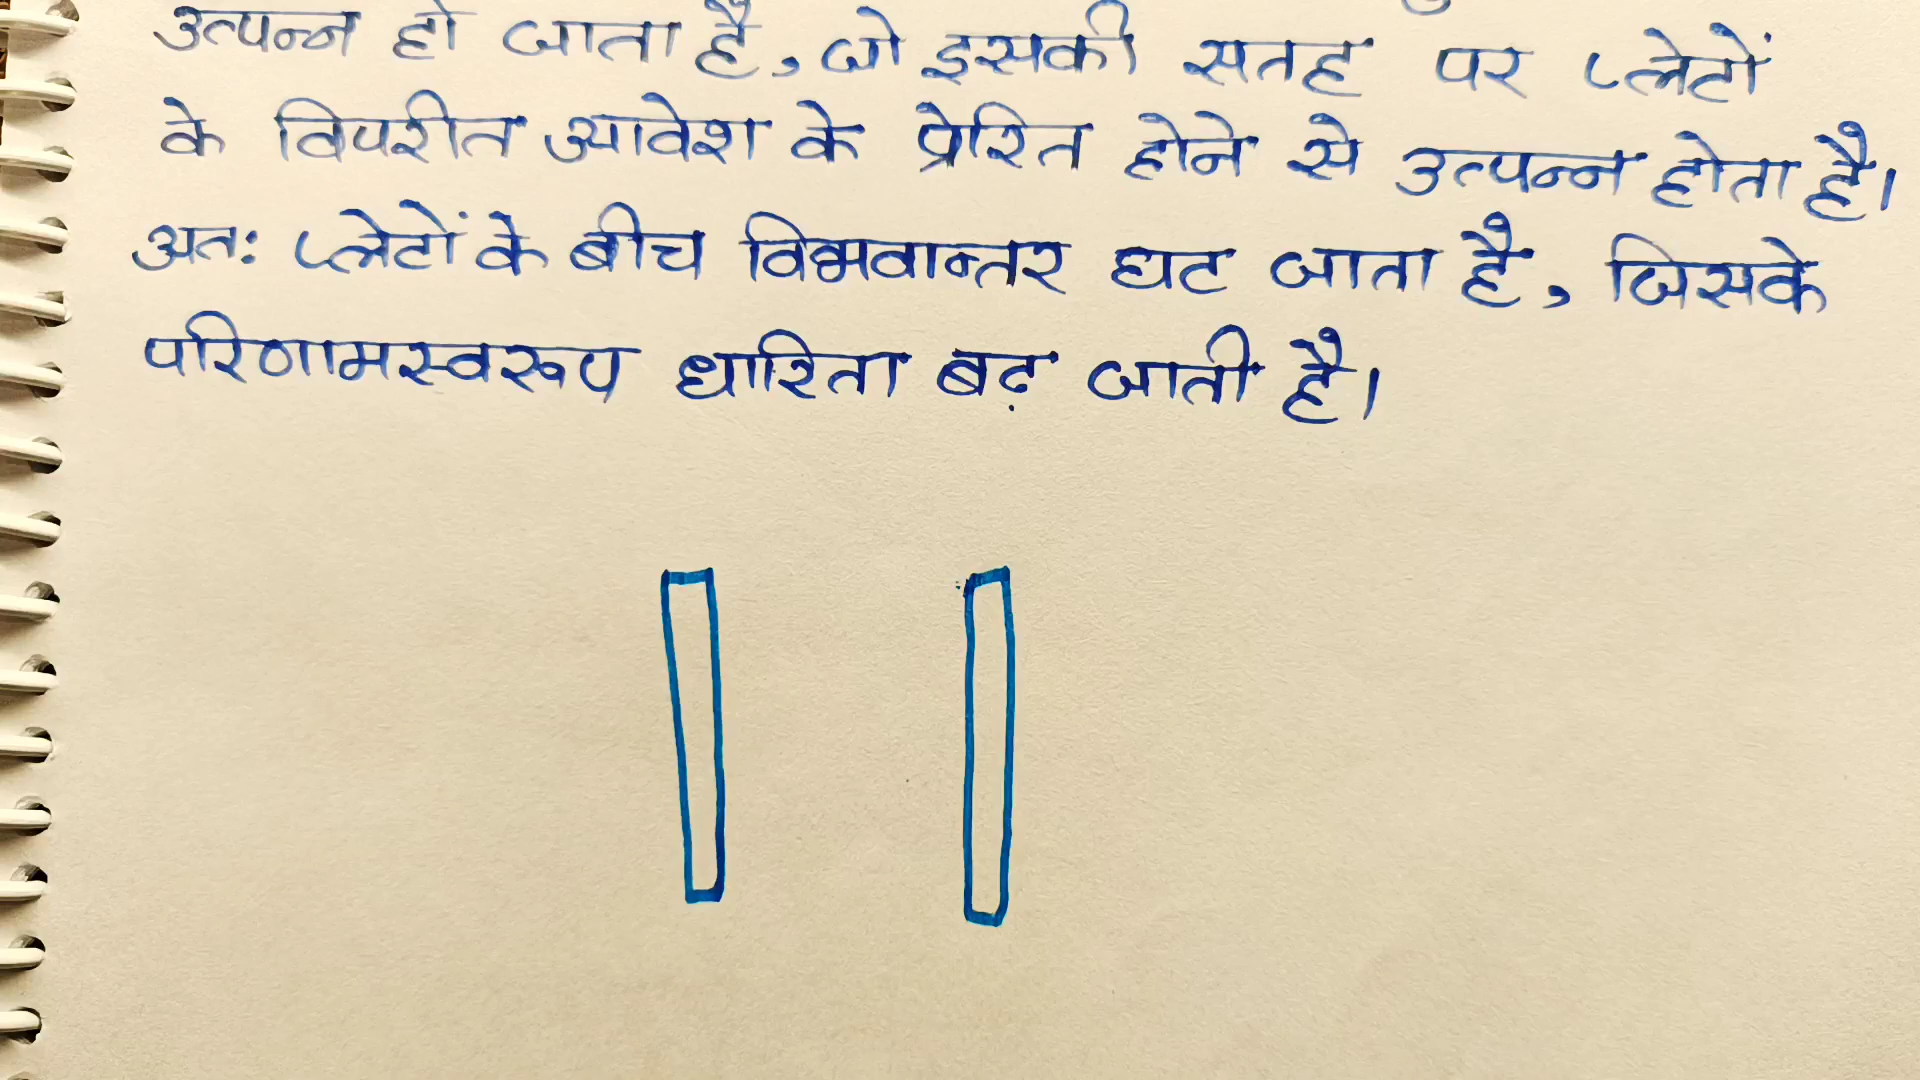 उत्पन्न हो जाता है, जो इसकी सतह पर प्लेटों
के विपरीत आवेश के प्रेरित होने से उत्पन्न होता है।
अतः प्लेटों के बीच विभवान्तर घट जाता है, जिसके
परिणामस्वरूप धारिता बढ़ जाती है।